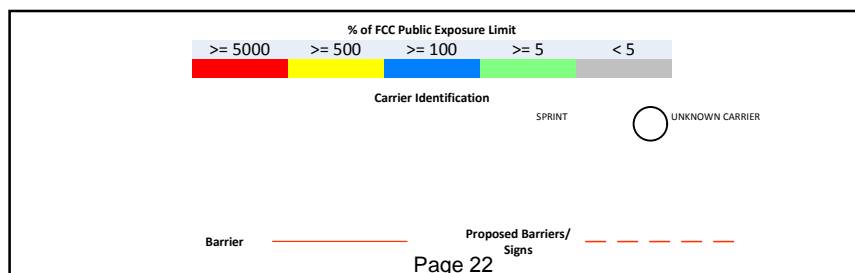 % of FCC Public Exposure Limit
>= 5000 >= 500 >= 100 >= 5 < 5
Carrier Identification
SPRINT UNKNOWN CARRIER
Barrier
Proposed Barriers/
Signs
Page 22